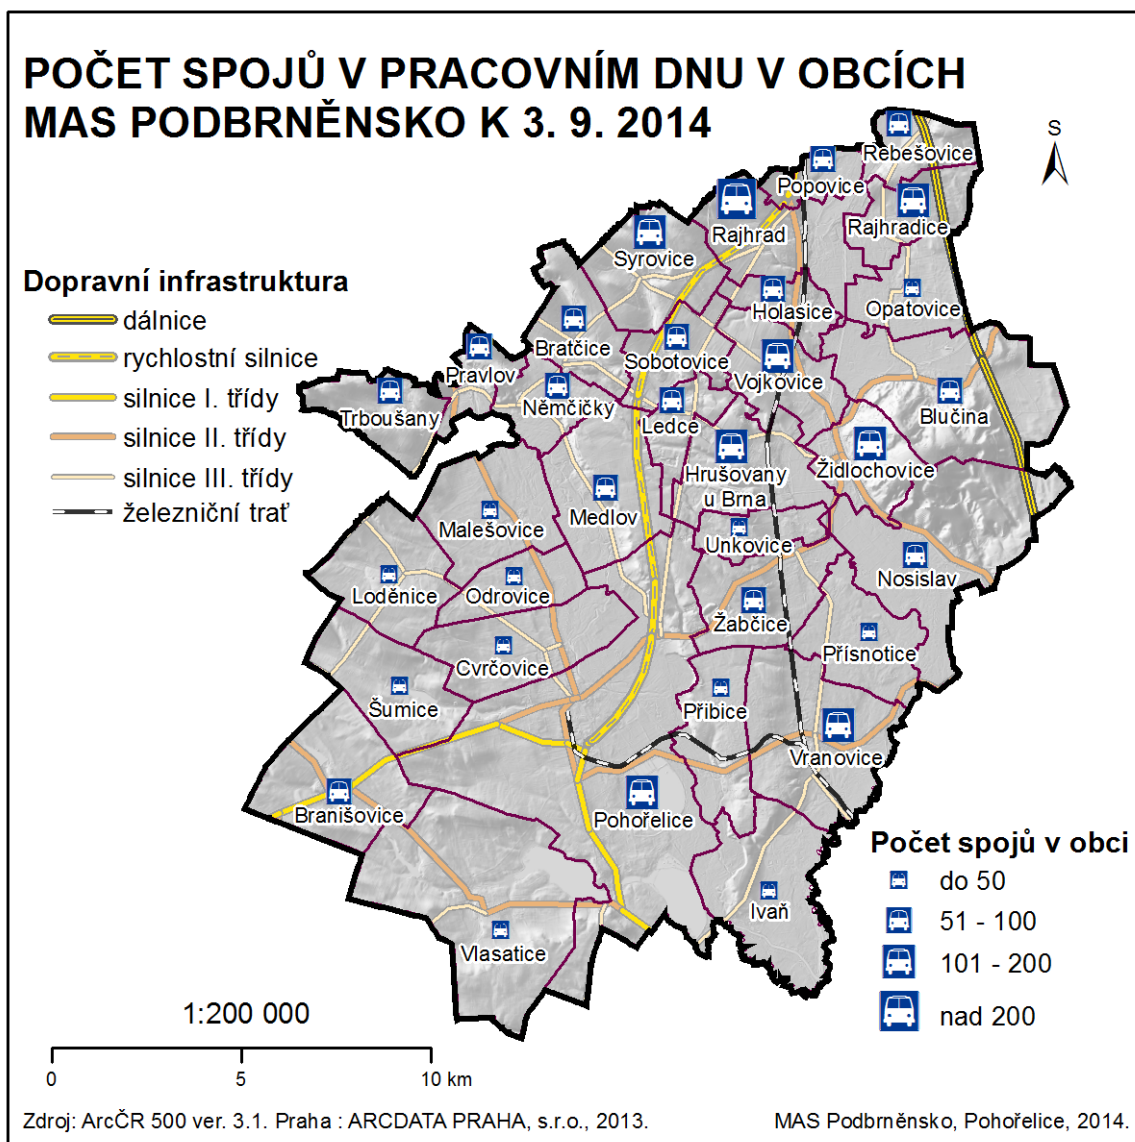 POČET SPOJŮ V PRACOVNÍM DNU V OBCÍCH
MAS PODBRNĚNSKO K 3. 9. 2014
S
Rebešovice
Popovice
Rajhradice
Rajhrad
Syrovice
Dopravní infrastruktura
dálnice
rychlostní silnice
silnice I. třídy
silnice II. třídy
silnice III. třídy
železniční trať
Holasice
Opatovice
Bratčice
Sobotovice
Pravlov
Vojkovice
Trboušany
Němčičky
Ledce
Blučina
Hrušovany
u Brna
Židlochovice
Malešovice
Medlov
Unkovice
Nosislav
Loděnice
Odrovice
Žabčice
Cvrčovice
Přísnotice
Šumice
Přibice
Vranovice
Branišovice
Pohořelice
Ivaň
Vlasatice
Počet spojů v obci
do 50
51 - 100
101 - 200
nad 200
1:200 000
0 5 10 km
Zdroj: ArcČR 500 ver. 3.1. Praha : ARCDATA PRAHA, s.r.o., 2013.
MAS Podbrněnsko, Pohořelice, 2014.